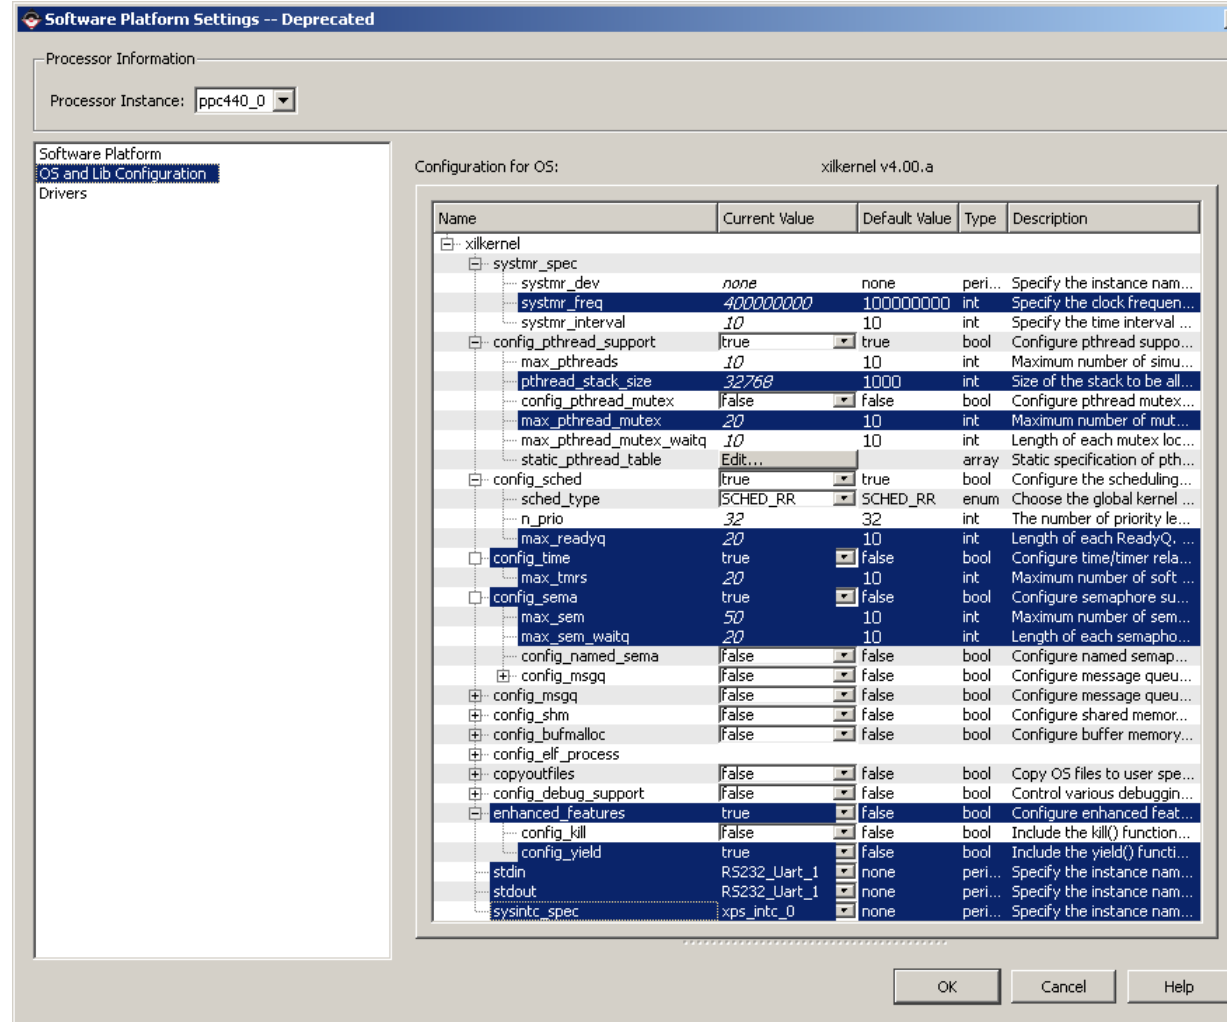 Software Platform Settings -- Deprecated
Processor Information
Processor Instance: ppc440_0
Software Platform
OS and Lib Configuration
Drivers
Configuration for OS: xilkernel v4.00.a
Name Current Value Default Value Type Description
xilkernel
systmr_spec
systmr_dev none none peri... Specify the instance nam...
systmr_freq 400000000 100000000 int Specify the clock frequen...
systmr_interval 10 10 int Specify the time interval ...
config_pthread_support true true bool Configure pthread suppo...
max_pthreads 10 10 int Maximum number of simu...
pthread_stack_size 32768 1000 int Size of the stack to be all...
config_pthread_mutex false false bool Configure pthread mutex...
max_pthread_mutex 20 10 int Maximum number of mut...
max_pthread_mutex_waitq 10 10 int Length of each mutex loc...
static_pthread_table Edit... array Static specification of pth...
config_sched true true bool Configure the scheduling...
sched_type SCHED_RR SCHED_RR enum Choose the global kernel ...
n_prio 32 32 int The number of priority le...
max_readyq 20 10 int Length of each ReadyQ. ...
config_time true false bool Configure time/timer rela...
max_tmrs 20 10 int Maximum number of soft ...
config_sema true false bool Configure semaphore su...
max_sem 50 10 int Maximum number of sem...
max_sem_waitq 20 10 int Length of each semapho...
config_named_sema false false bool Configure named semap...
config_msgq false false bool Configure message queu...
config_msgq false false bool Configure message queu...
config_shm false false bool Configure shared memor...
config_bufmalloc false false bool Configure buffer memory...
config_elf_process
copyoutfiles false false bool Copy OS files to user spe...
config_debug_support false false bool Control various debuggin...
enhanced_features true false bool Configure enhanced feat...
config_kill false false bool Include the kill() function...
config_yield true false bool Include the yield() functi...
stdin RS232_Uart_1 none peri... Specify the instance nam...
stdout RS232_Uart_1 none peri... Specify the instance nam...
sysintc_spec xps_intc_0 none peri... Specify the instance nam...
OK Cancel Help